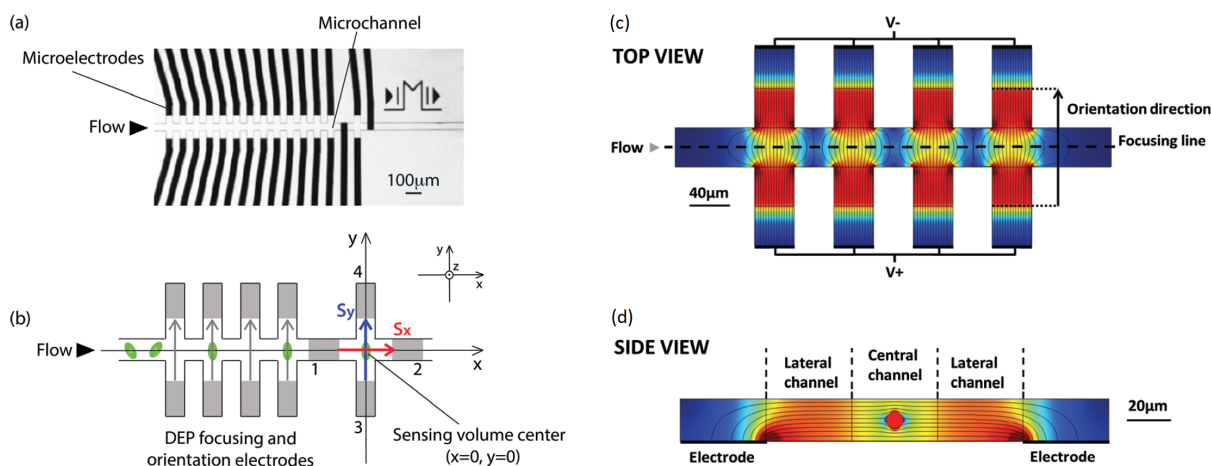 (a)
Microchannel
Microelectrodes
Flow
100μm
(b)
y
4
y
z
x
Sy
Sx
Flow
x
1
2
3
DEP focusing and
orientation electrodes
Sensing volume center
(x=0, y=0)
(c)
V-
TOP VIEW
Orientation direction
Flow
Focusing line
40μm
V+
(d)
SIDE VIEW
Lateral
channel
Central
channel
Lateral
channel
20μm
Electrode
Electrode